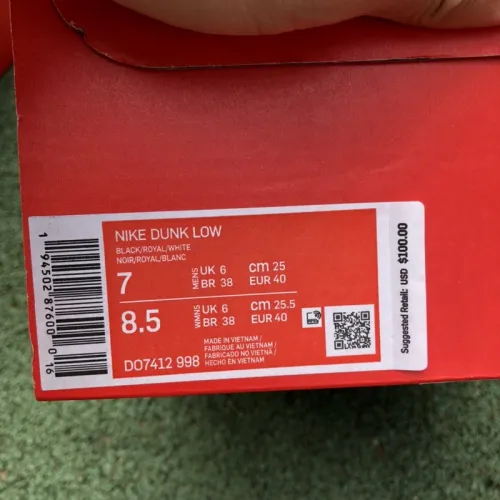 NIKE DUNK LOW
BLACK/ROYAL/WHITE
NOIR/ROYAL/BLANC
7 MENS UK 6 cm 25
BR 38 EUR 40
8.5 WMNS UK 6 cm 25.5
BR 38 EUR 40
DO7412 998
MADE IN VIETNAM /
FABRIQUE AU VIETNAM /
FABRICADO NO VIETNÃ /
HECHO EN VIETNAM
1 94502 87600 0 16
Suggested Retail: USD $100.00